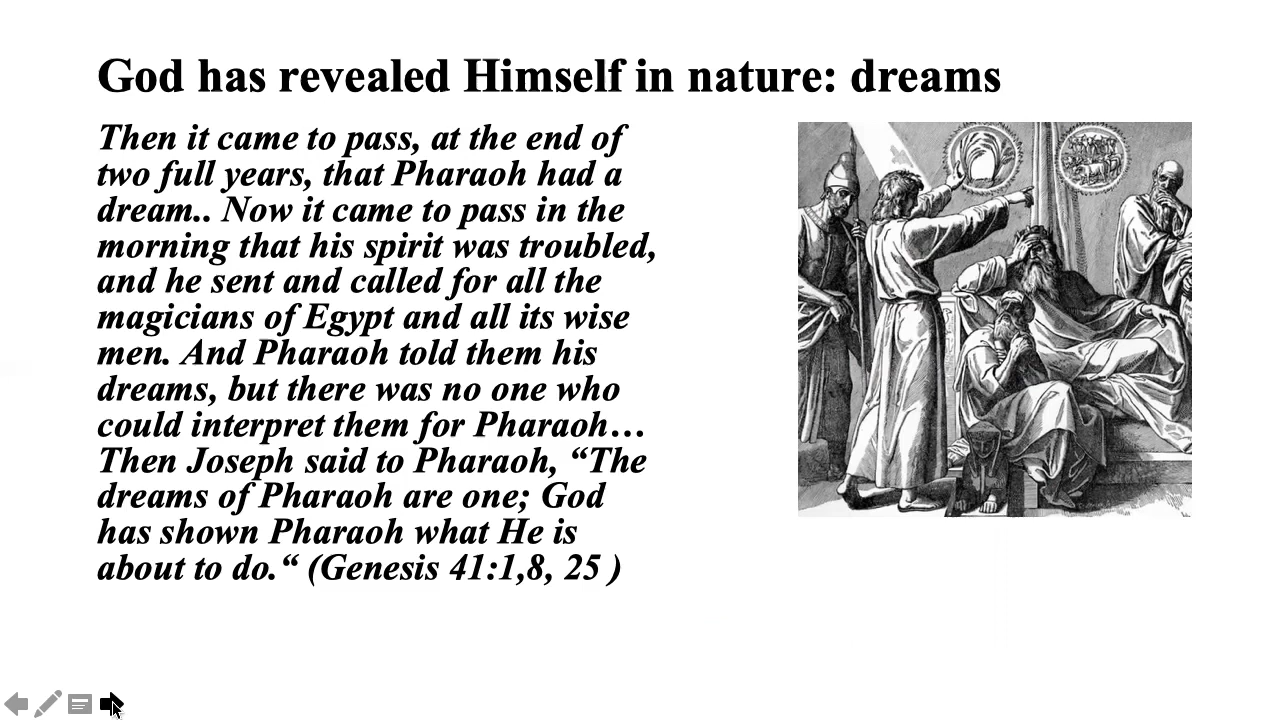 God has revealed Himself in nature: dreams
Then it came to pass, at the end of
two full years, that Pharaoh had a
dream.. Now it came to pass in the
morning that his spirit was troubled,
and he sent and called for all the
magicians of Egypt and all its wise
men. And Pharaoh told them his
dreams, but there was no one who
could interpret them for Pharaoh…
Then Joseph said to Pharaoh, “The
dreams of Pharaoh are one; God
has shown Pharaoh what He is
about to do.“ (Genesis 41:1,8, 25 )